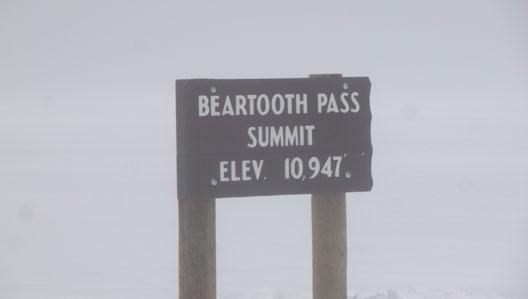 BEARTOOTH PASS
SUMMIT
ELEV. 10,947'